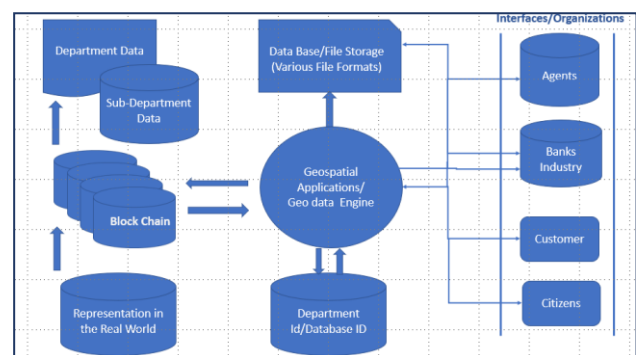 Interfaces/Organizations
Department Data
Sub-Department
Data
Data Base/File Storage
(Various File Formats)
Agents
Banks
Industry
Geospatial
Applications/
Geo data Engine
Block Chain
Customer
Representation in
the Real World
Department
Id/Database ID
Citizens